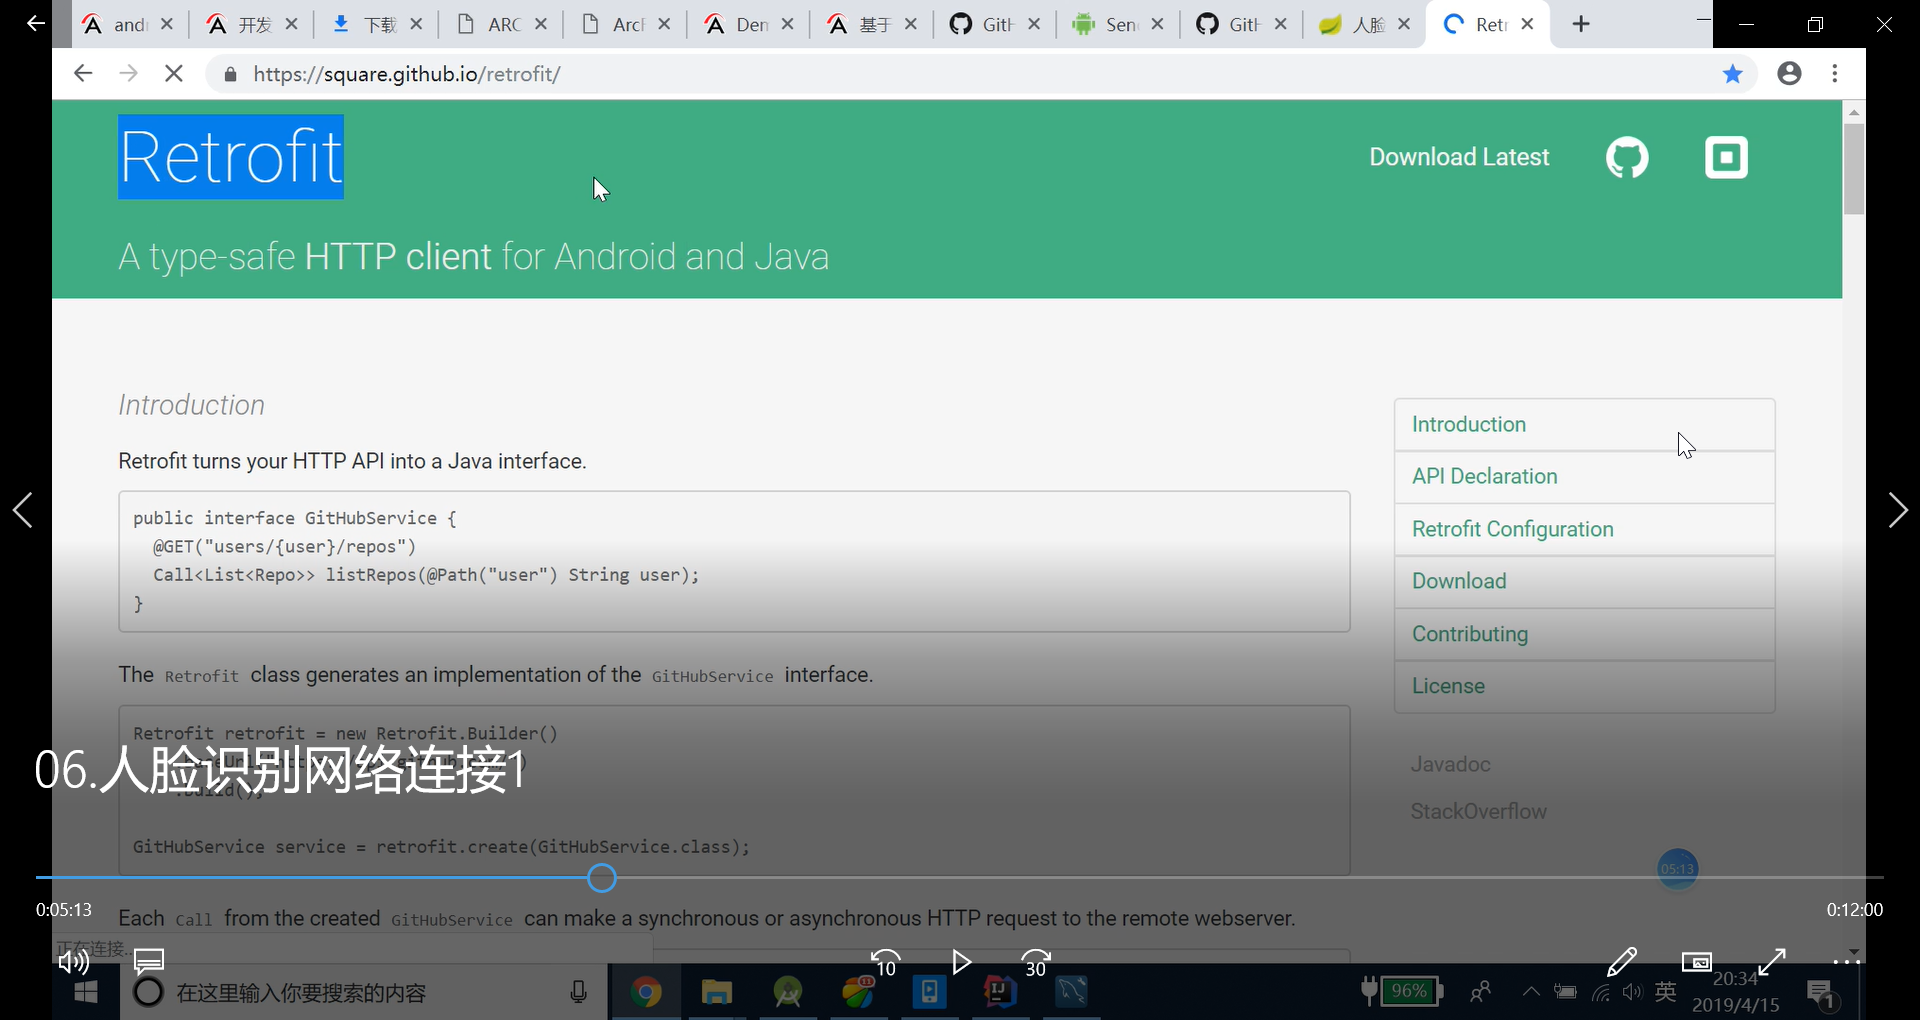 and
开发
下载
ARC
ArcF
Den
基于
GitH
Sen
GitH
人脸
Retr
https://square.github.io/retrofit/
Retrofit
Download Latest
A type-safe HTTP client for Android and Java
Introduction
Retrofit turns your HTTP API into a Java interface.
public interface GitHubService {
@GET("users/{user}/repos")
Call<List<Repo>> listRepos(@Path("user") String user);
}
The Retrofit class generates an implementation of the GitHubService interface.
Retrofit retrofit = new Retrofit.Builder()
.build();
GitHubService service = retrofit.create(GitHubService.class);
Each Call from the created GitHubService can make a synchronous or asynchronous HTTP request to the remote webserver.
Introduction
API Declaration
Retrofit Configuration
Download
Contributing
License
Javadoc
StackOverflow
06.人脸识别网络连接1
05:13
0:05:13
0:12:00
正在连接...
10
30
在这里输入你要搜索的内容
11
96%
英
20:34
2019/4/15
1